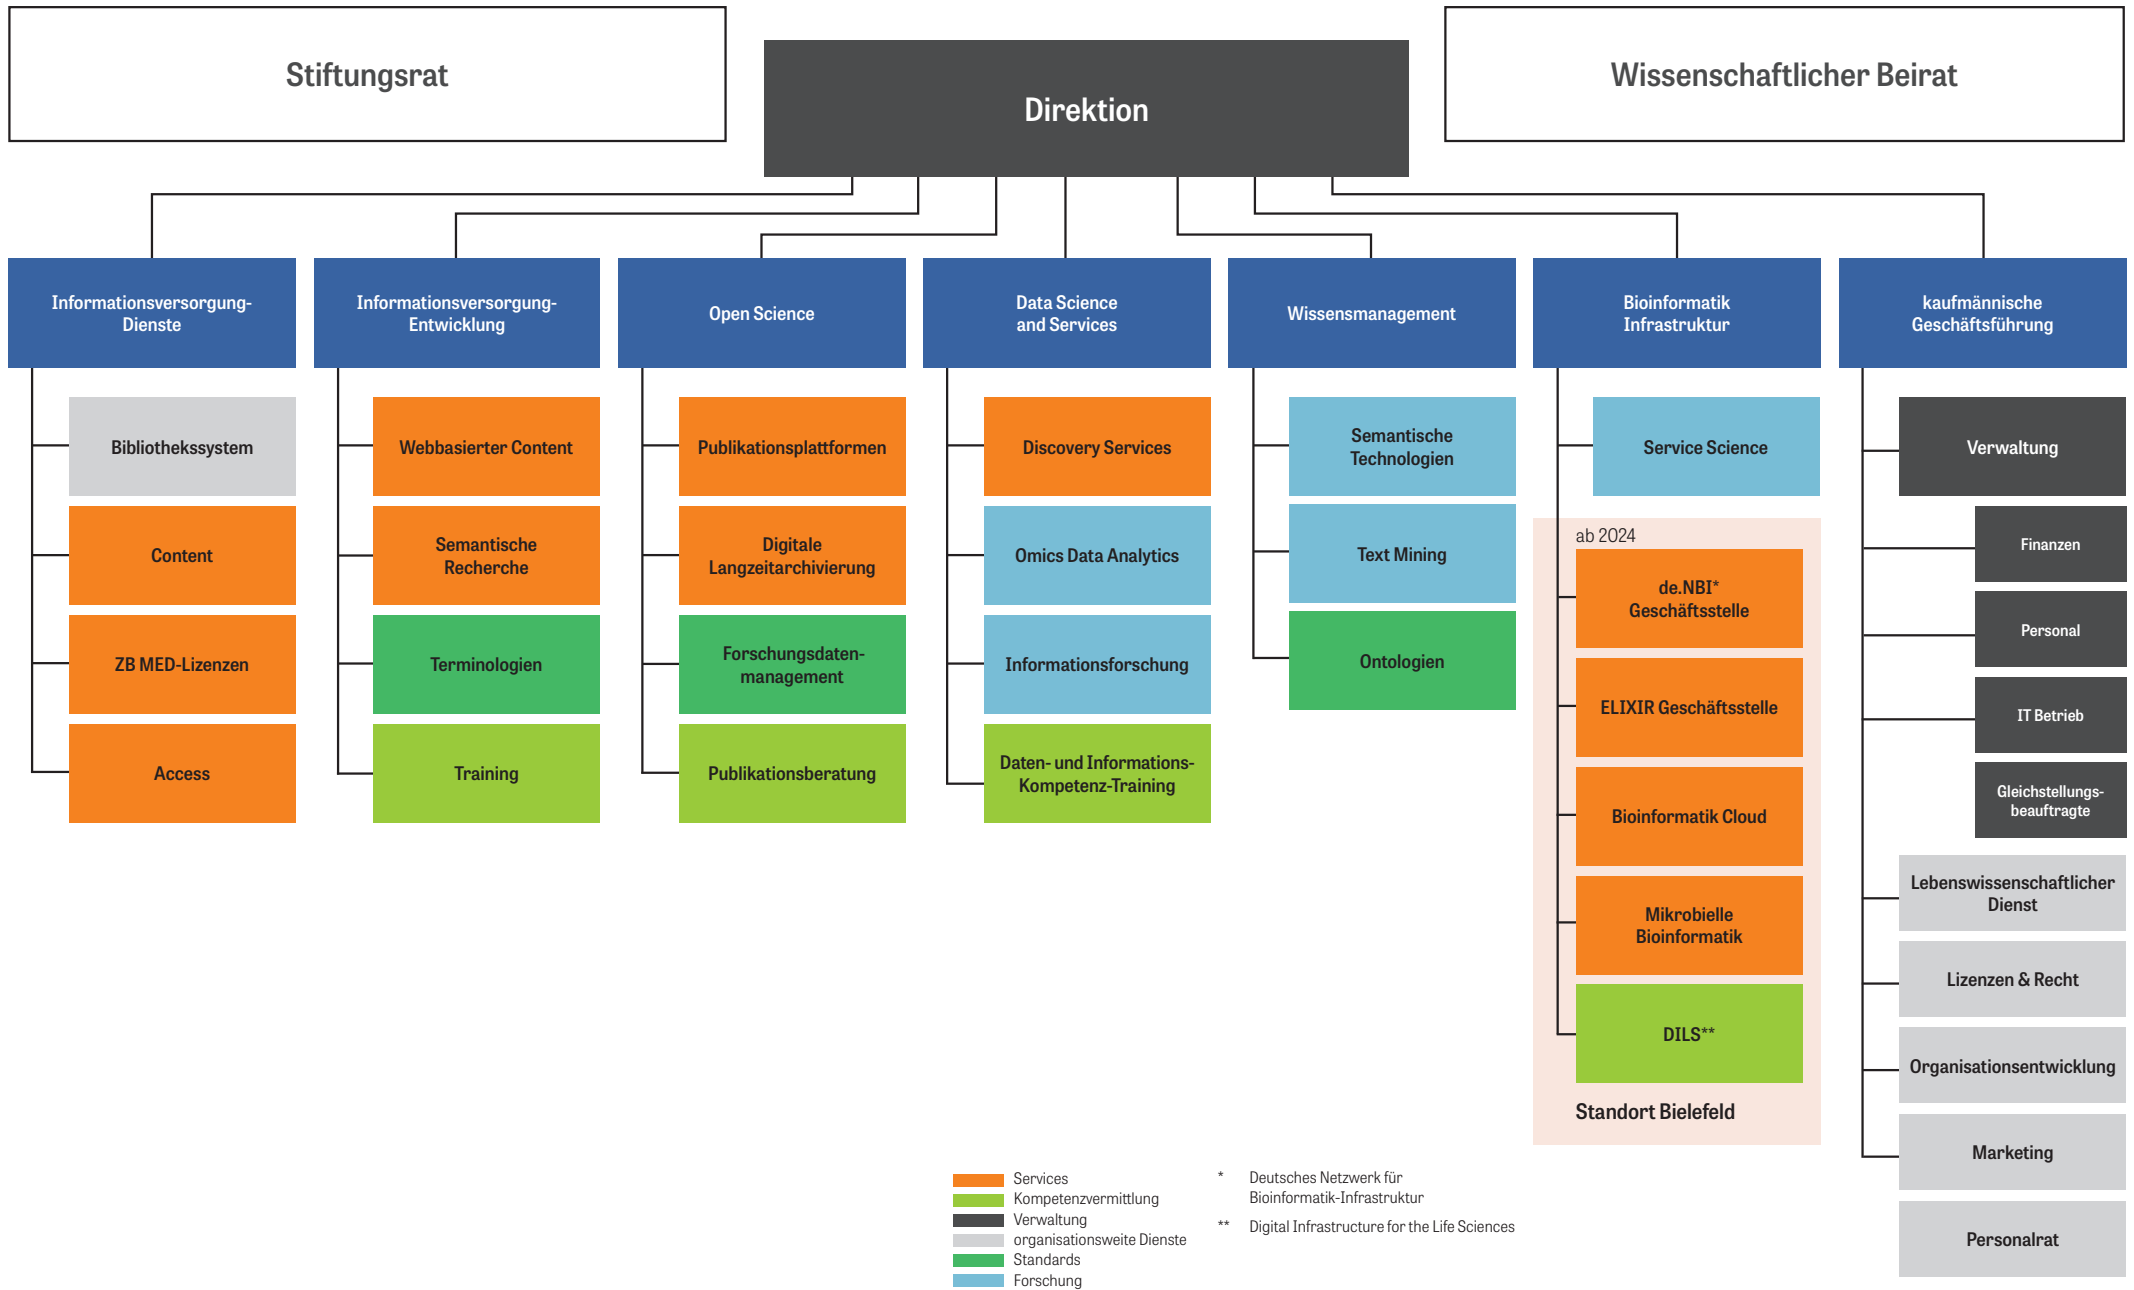 Stiftungsrat
Direktion
Wissenschaftlicher Beirat
Informationsversorgung-
Dienste
Bibliothekssystem
Content
ZB MED-Lizenzen
Access
Informationsversorgung-
Entwicklung
Webbasierter Content
Semantische
Recherche
Terminologien
Training
Open Science
Publikationsplattformen
Digitale
Langzeitarchivierung
Forschungsdaten-
management
Publikationsberatung
Data Science
and Services
Discovery Services
Omics Data Analytics
Informationsforschung
Daten- und Informations-
Kompetenz-Training
Wissensmanagement
Semantische
Technologien
Text Mining
Ontologien
Bioinformatik
Infrastruktur
Service Science
ab 2024
de.NBI*
Geschäftsstelle
ELIXIR Geschäftsstelle
Bioinformatik Cloud
Mikrobielle
Bioinformatik
DILS**
Standort Bielefeld
kaufmännische
Geschäftsführung
Verwaltung
Finanzen
Personal
IT Betrieb
Gleichstellungs-
beauftragte
Lebenswissenschaftlicher
Dienst
Lizenzen & Recht
Organisationsentwicklung
Marketing
Personalrat
Services
Kompetenzvermittlung
Verwaltung
organisationsweite Dienste
Standards
Forschung
* Deutsches Netzwerk für
Bioinformatik-Infrastruktur
** Digital Infrastructure for the Life Sciences